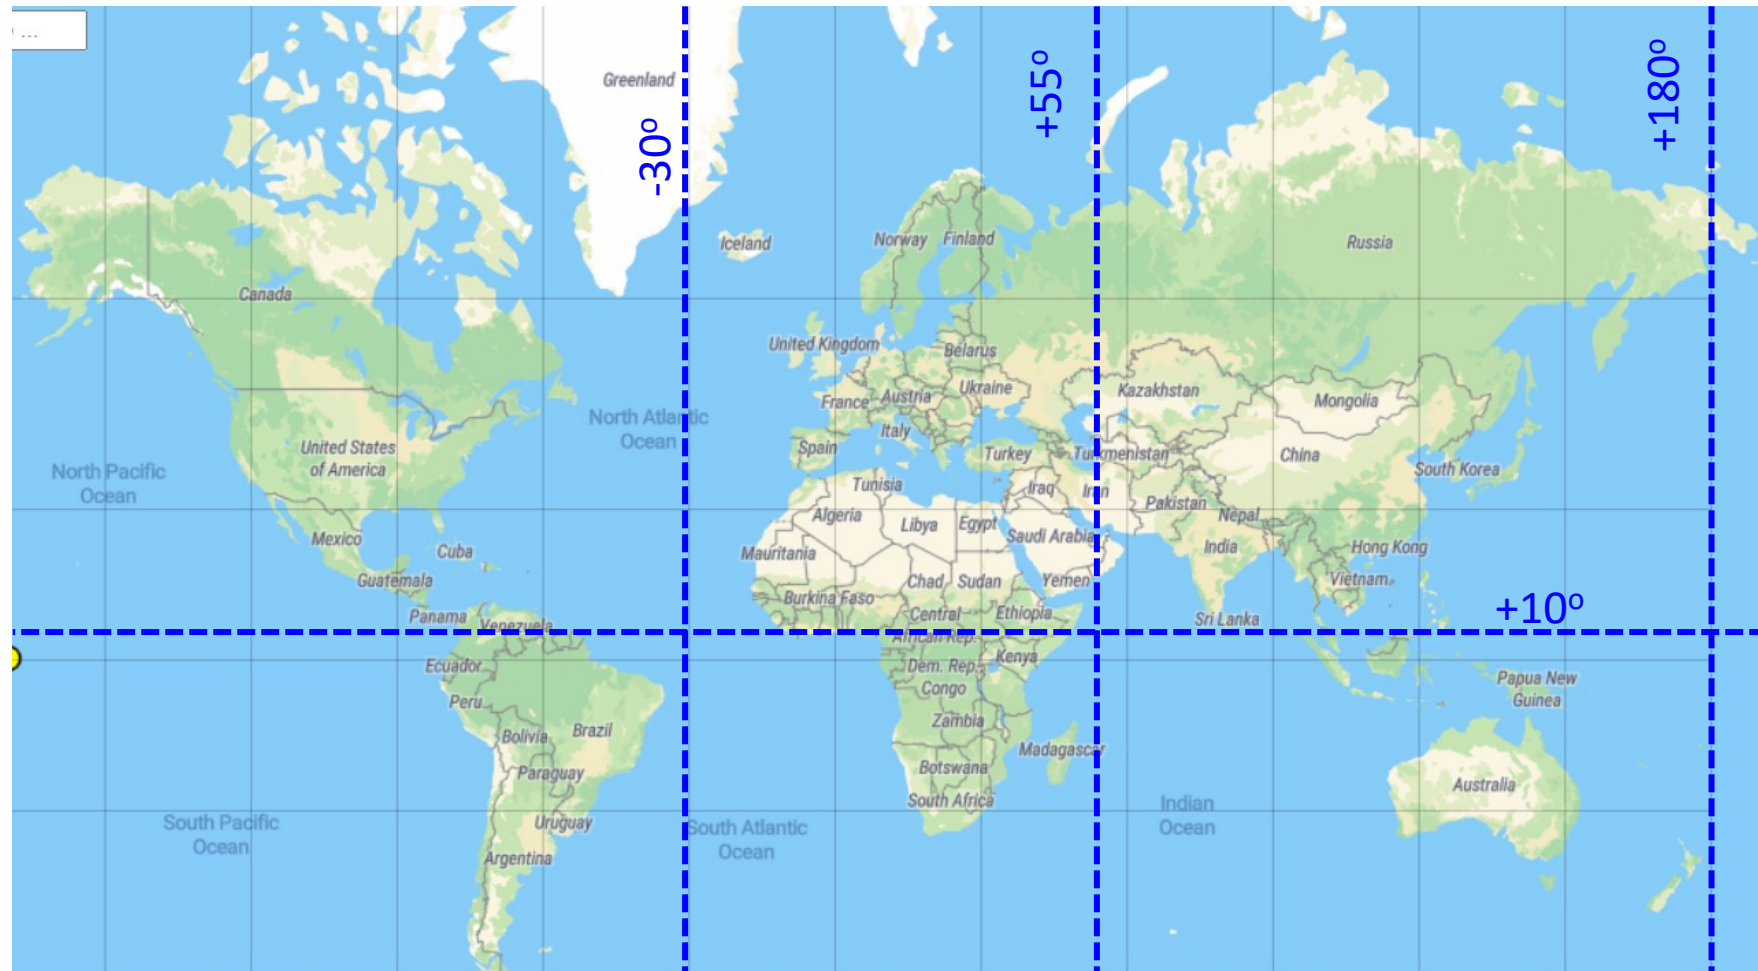 ...
Greenland
-30º
+55º
+180º
Iceland
Norway
Finland
Russia
Canada
United Kingdom
Belarus
Ukraine
Kazakhstan
Mongolia
France
Austria
North Atlantic
Ocean
Italy
United States
of America
Spain
Turkey
Turkmenistan
China
South Korea
North Pacific
Ocean
Tunisia
Iraq
Iran
Pakistan
Nepal
Algeria
Libya
Egypt
Saudi Arabia
India
Hong Kong
Mexico
Cuba
Mauritania
Guatemala
Chad
Sudan
Yemen
Vietnam
Burkina Faso
Central
African Rep.
Ethiopia
Sri Lanka
+10º
Panama
Venezuela
Ecuador
Dem. Rep.
Congo
Kenya
Papua New
Guinea
Peru
Brazil
Zambia
Bolivia
Madagascar
Paraguay
Botswana
Australia
South Africa
Indian
Ocean
South Pacific
Ocean
Uruguay
South Atlantic
Ocean
Argentina